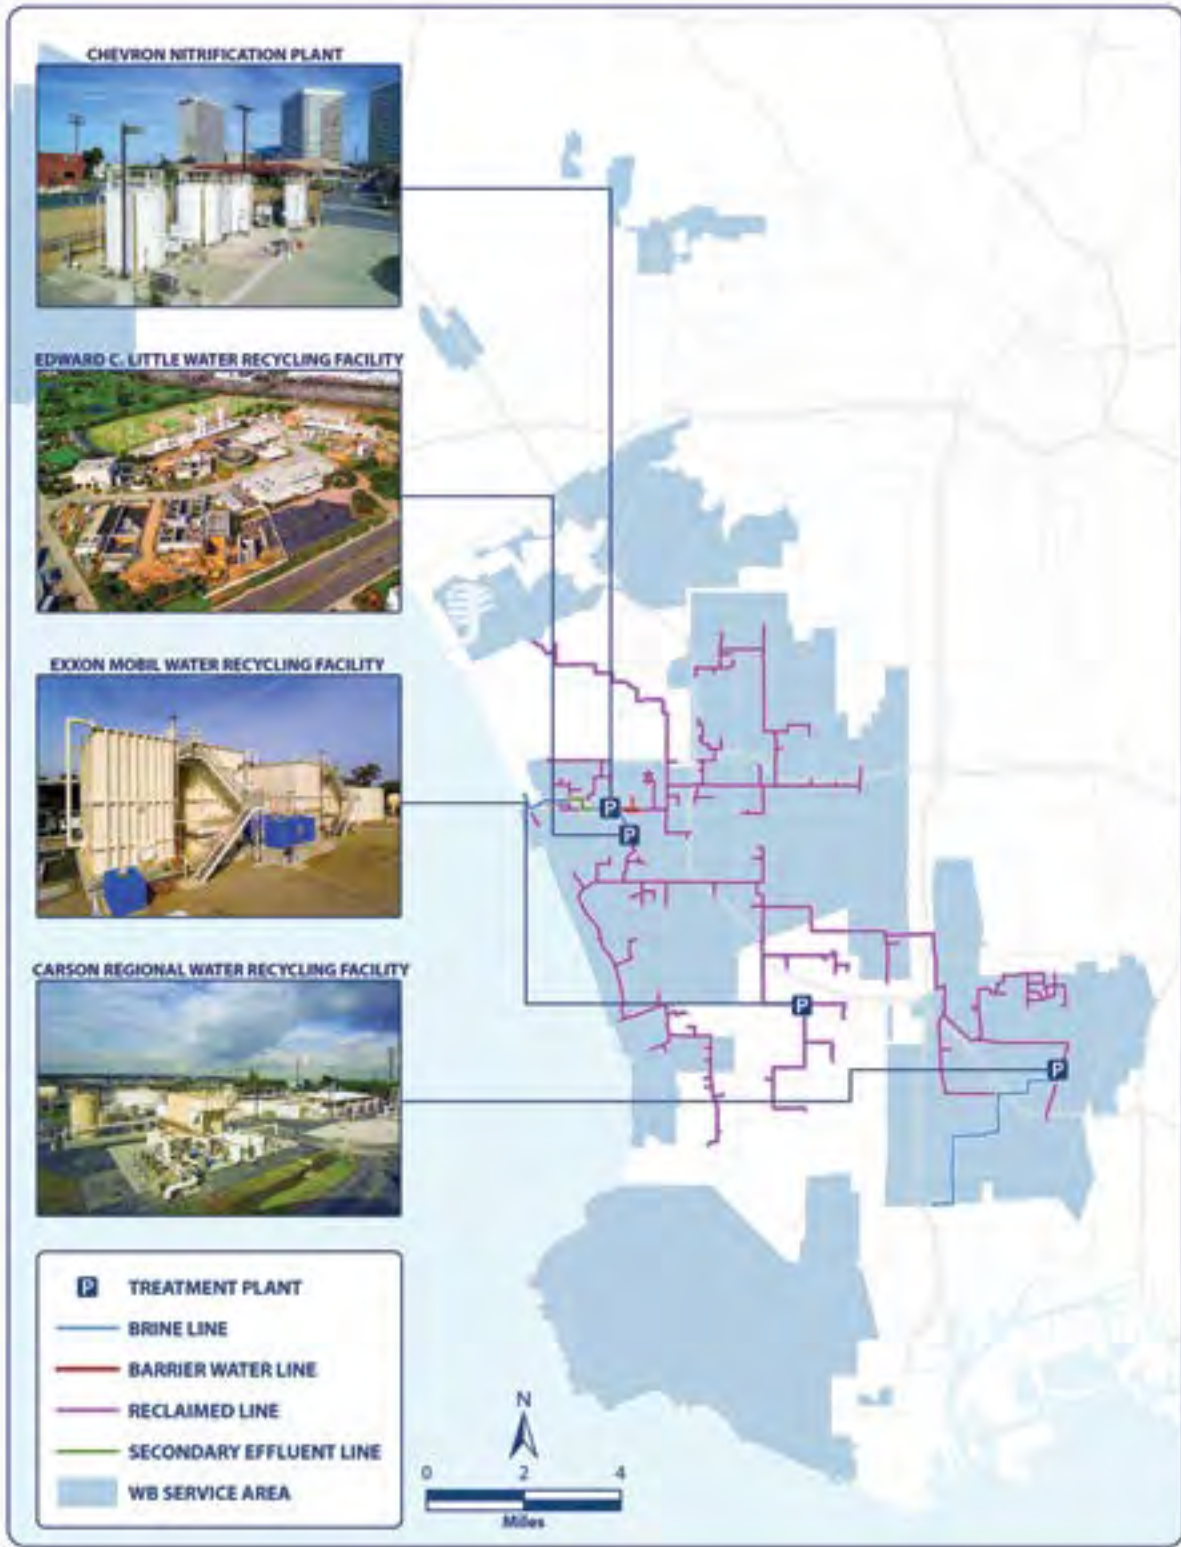 CHEVRON NITRIFICATION PLANT
EDWARD C. LITTLE WATER RECYCLING FACILITY
EXXON MOBIL WATER RECYCLING FACILITY
CARSON REGIONAL WATER RECYCLING FACILITY
P
P
P
P
P TREATMENT PLANT
BRINE LINE
BARRIER WATER LINE
RECLAIMED LINE
SECONDARY EFFLUENT LINE
WB SERVICE AREA
N
0 2 4
Miles